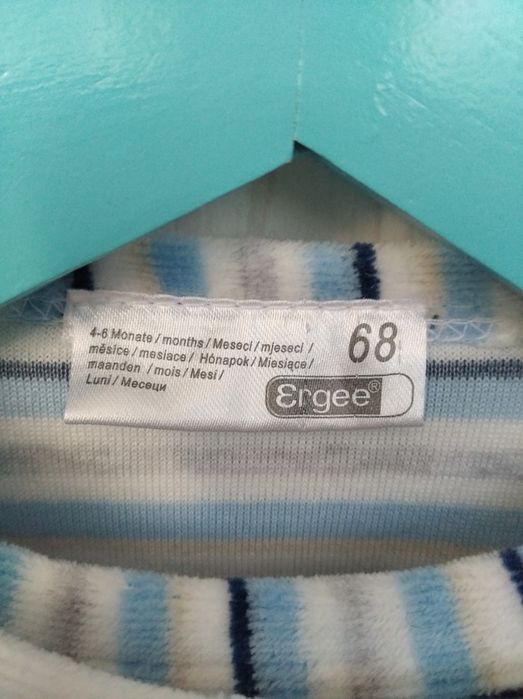 4-6 Monate / months / Meseci / mjeseci /
měsíce / mesiace / Hónapok / Miesiące /
maanden / mois / Mesi /
Luni / Месеци
68
Ergee®